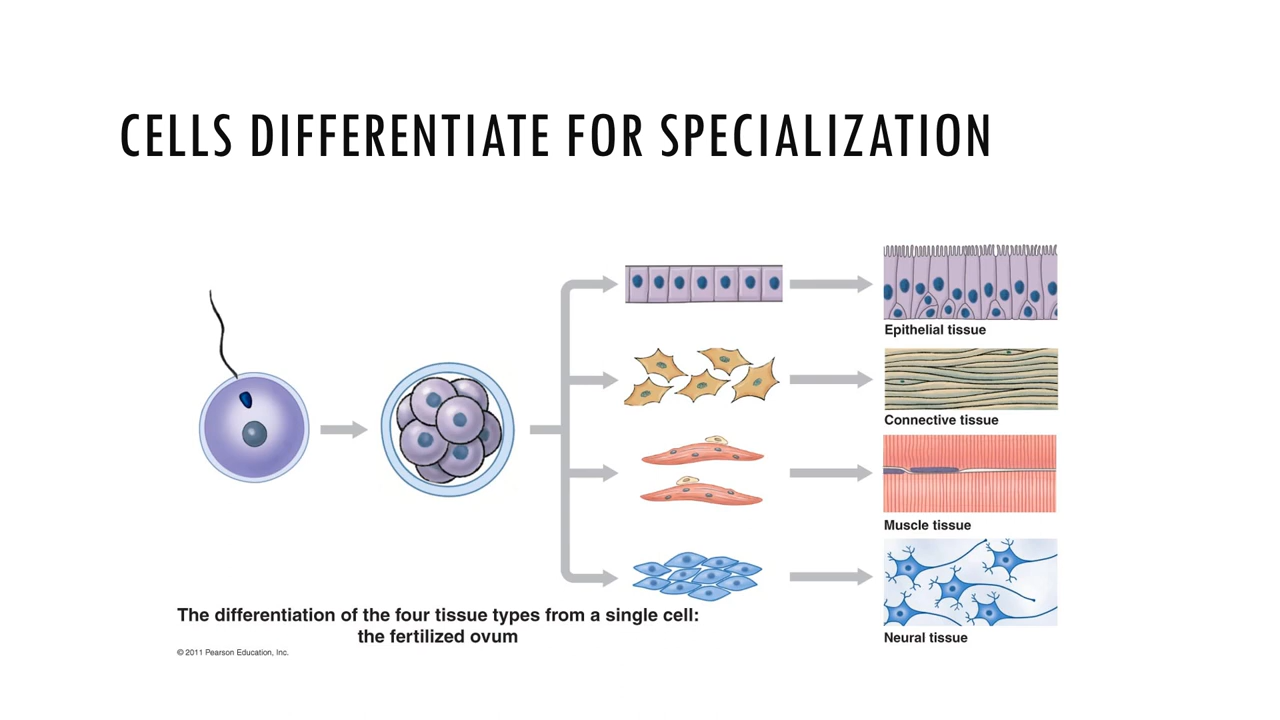 CELLS DIFFERENTIATE FOR SPECIALIZATION
Epithelial tissue
Connective tissue
Muscle tissue
Neural tissue
The differentiation of the four tissue types from a single cell:
the fertilized ovum
© 2011 Pearson Education, Inc.